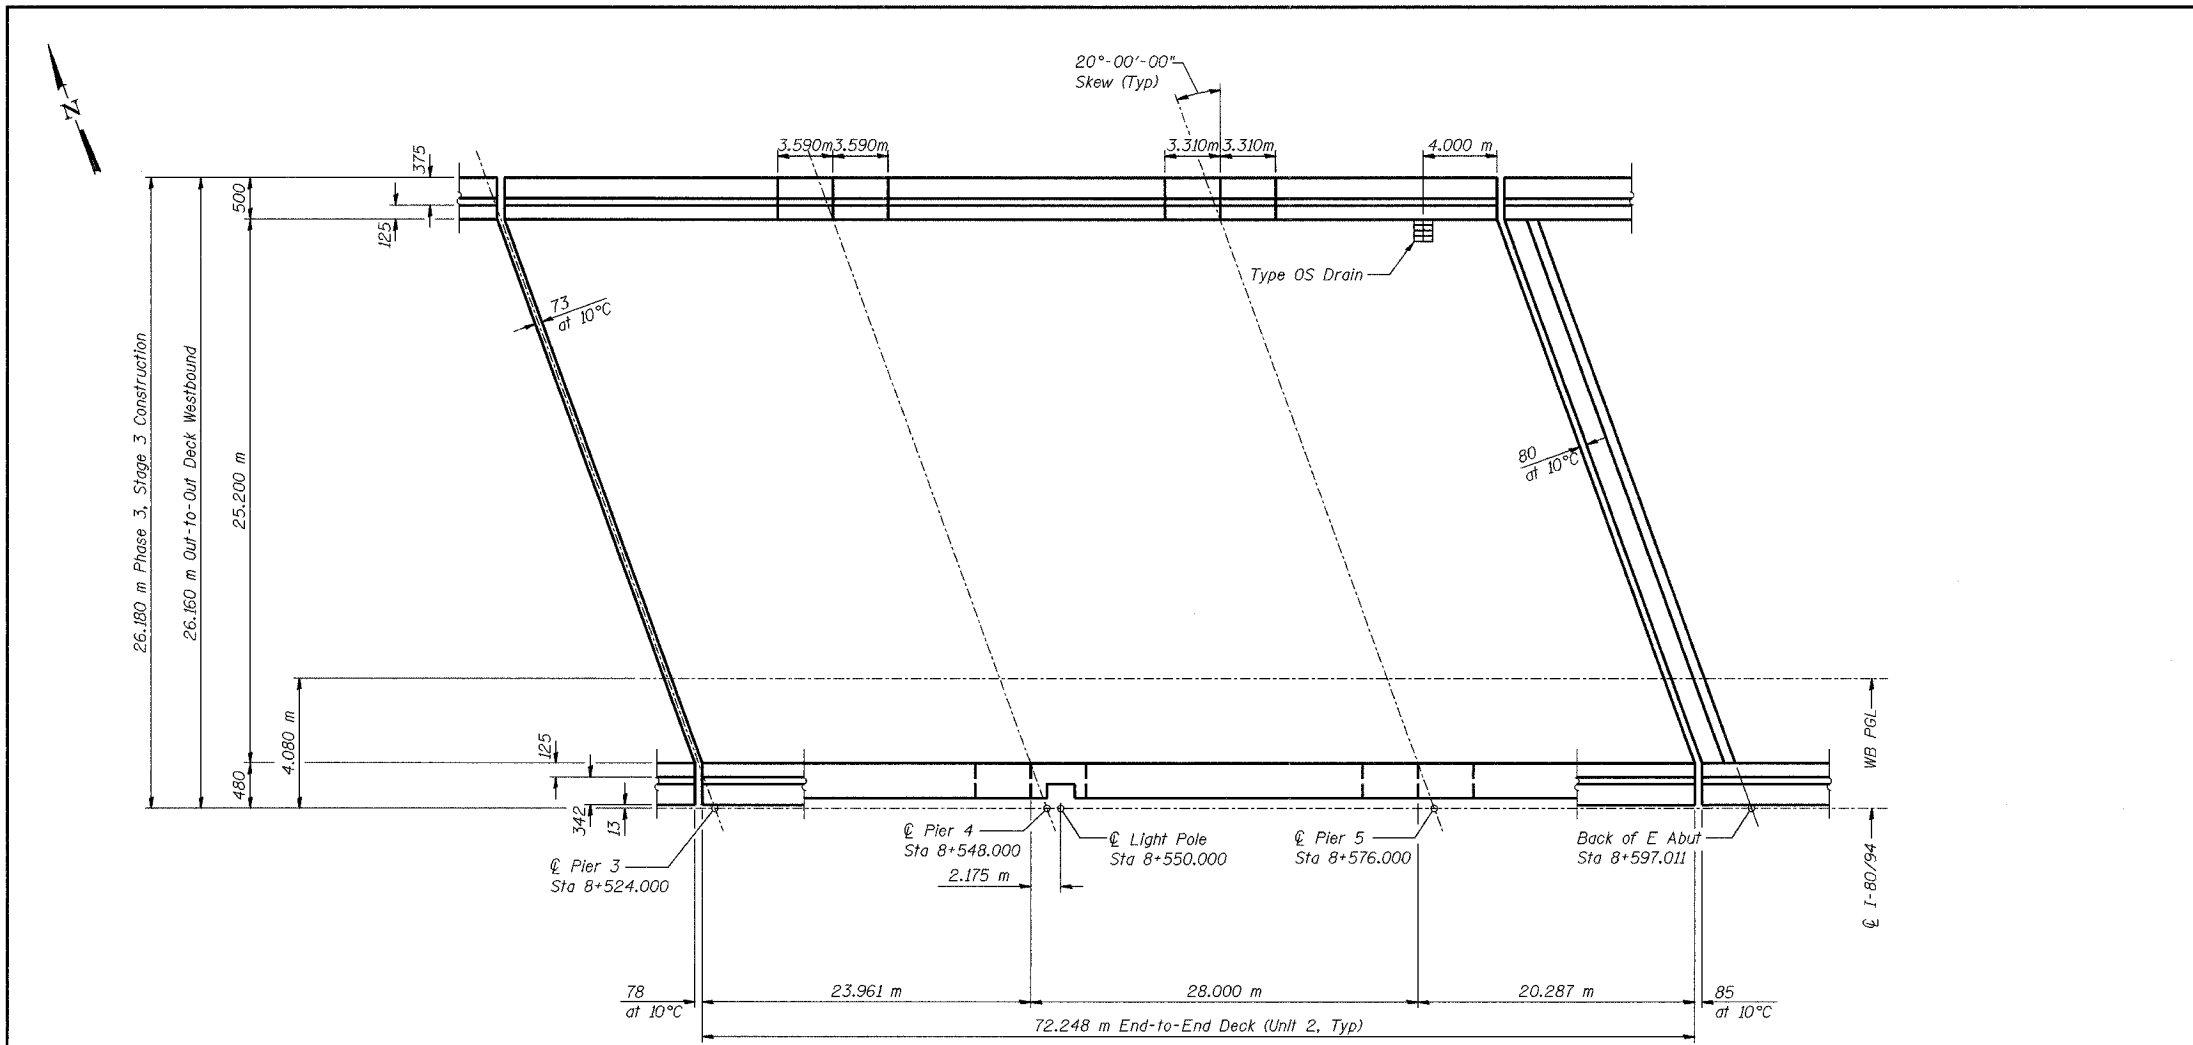 N
20°-00'-00"
Skew (Typ)
3.590m 3.590m
3.310m 3.310m
4.000 m
375
500
125
Type OS Drain
73
at 10°C
80
at 10°C
26.180 m Phase 3, Stage 3 Construction
26.160 m Out-to-Out Deck Westbound
25.200 m
4.080 m
480
125
342
13
WB PGL
℄ I-80/94
℄ Pier 3
Sta 8+524.000
℄ Pier 4
Sta 8+548.000
℄ Light Pole
Sta 8+550.000
℄ Pier 5
Sta 8+576.000
Back of E Abut
Sta 8+597.011
2.175 m
78
at 10°C
23.961 m
28.000 m
20.287 m
85
at 10°C
72.248 m End-to-End Deck (Unit 2, Typ)